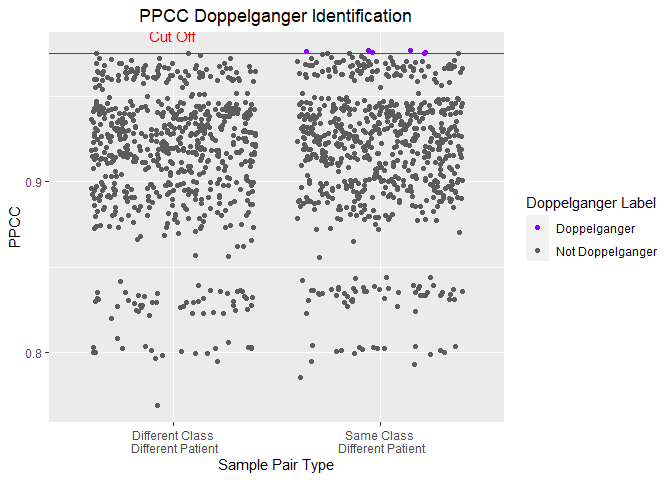 PPCC Doppelganger Identification
Cut Off
PPCC
0.9
0.8
Different Class
Different Patient
Same Class
Different Patient
Sample Pair Type
Doppelganger Label
Doppelganger
Not Doppelganger